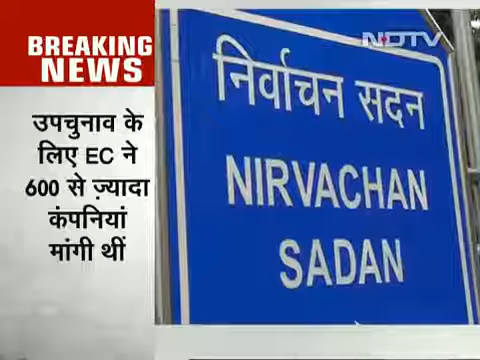 BREAKING
NEWS
उपचुनाव के
लिए EC ने
600 से ज़्यादा
कंपनियां
मांगी थीं
NDTV
निर्वाचन सदन
NIRVACHAN
SADAN